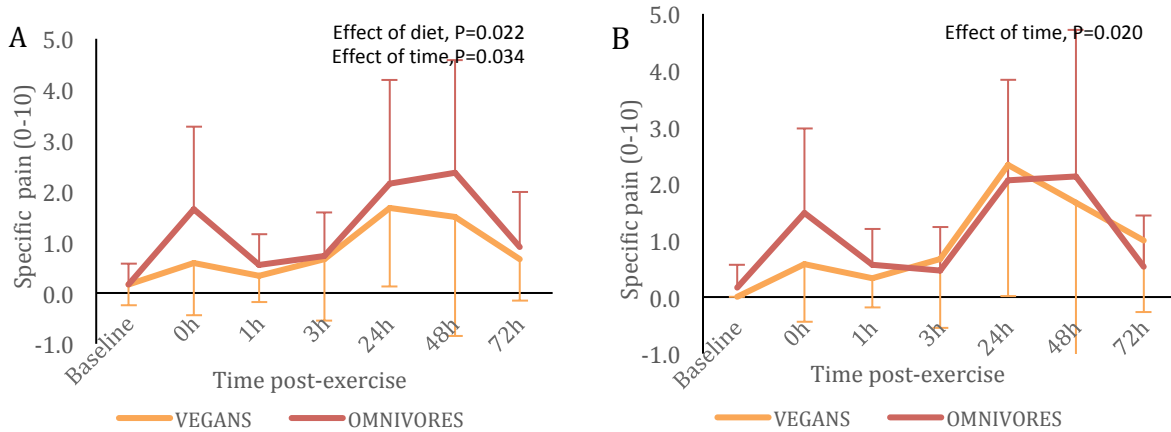 A
Effect of diet, P=0.022
Effect of time,P=0.034
Specific pain (0-10)
5.0
4.0
3.0
2.0
1.0
0.0
-1.0
Baseline
0h
1h
3h
24h
48h
72h
Time post-exercise
VEGANS
OMNIVORES
B
Effect of time, P=0.020
Specific pain (0-10)
5.0
4.0
3.0
2.0
1.0
0.0
-1.0
Baseline
0h
1h
3h
24h
48h
72h
Time post-exercise
VEGANS
OMNIVORES